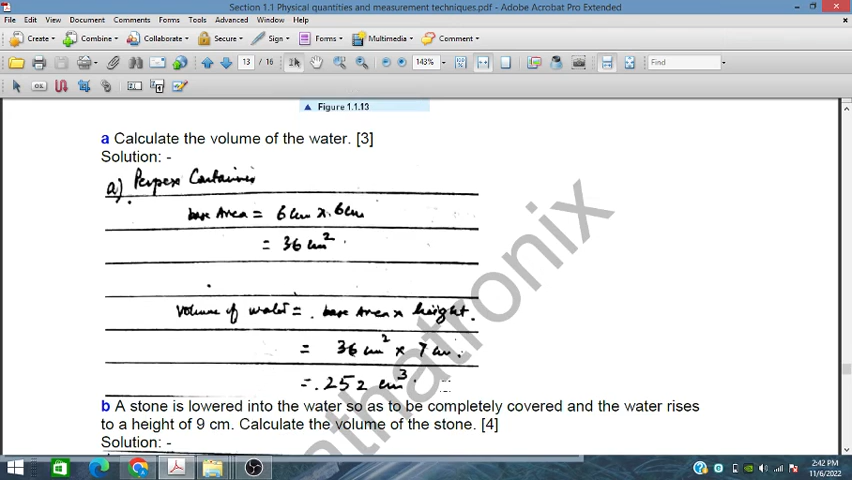 Section 1.1 Physical quantities and measurement techniques.pdf - Adobe Acrobat Pro Extended
File Edit View Document Comments Forms Tools Advanced Window Help
Create Combine Collaborate Secure Sign Forms Multimedia Comment
13 / 16 143% Find
Figure 1.1.13
a Calculate the volume of the water. [3]
Solution: -
a) Perpex Container
base Area = 6cm x 6cm
= 36 cm²
Volume of water = base Area x height.
= 36 cm² x 7 cm.
= 252 cm³
b A stone is lowered into the water so as to be completely covered and the water rises
to a height of 9 cm. Calculate the volume of the stone. [4]
Solution: -
2:42 PM
11/6/2022